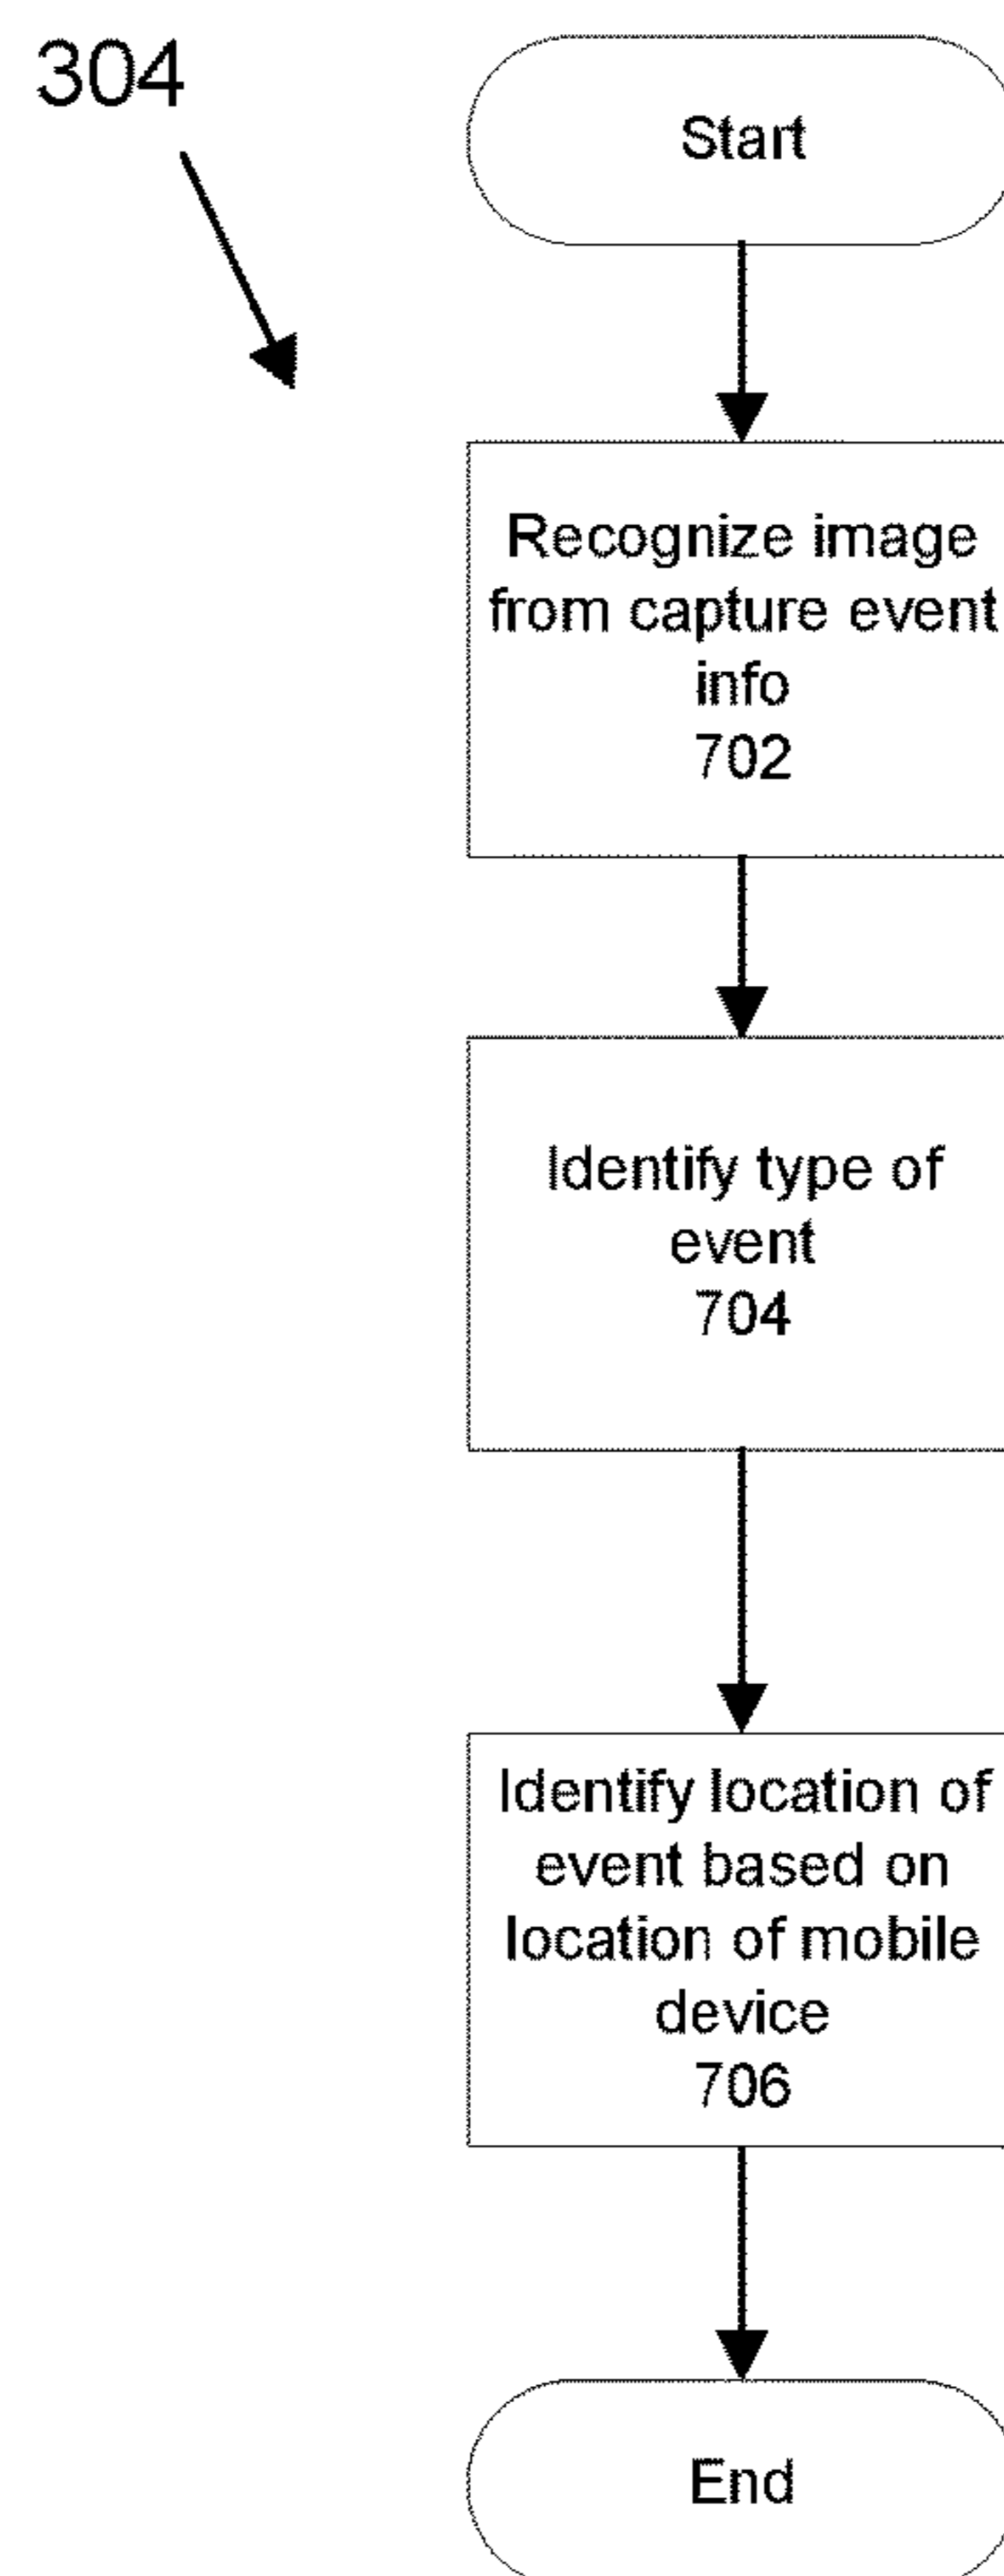 304
Start
Recognize image
from capture event
info
702
Identify type of
event
704
Identify location of
event based on
location of mobile
device
706
End